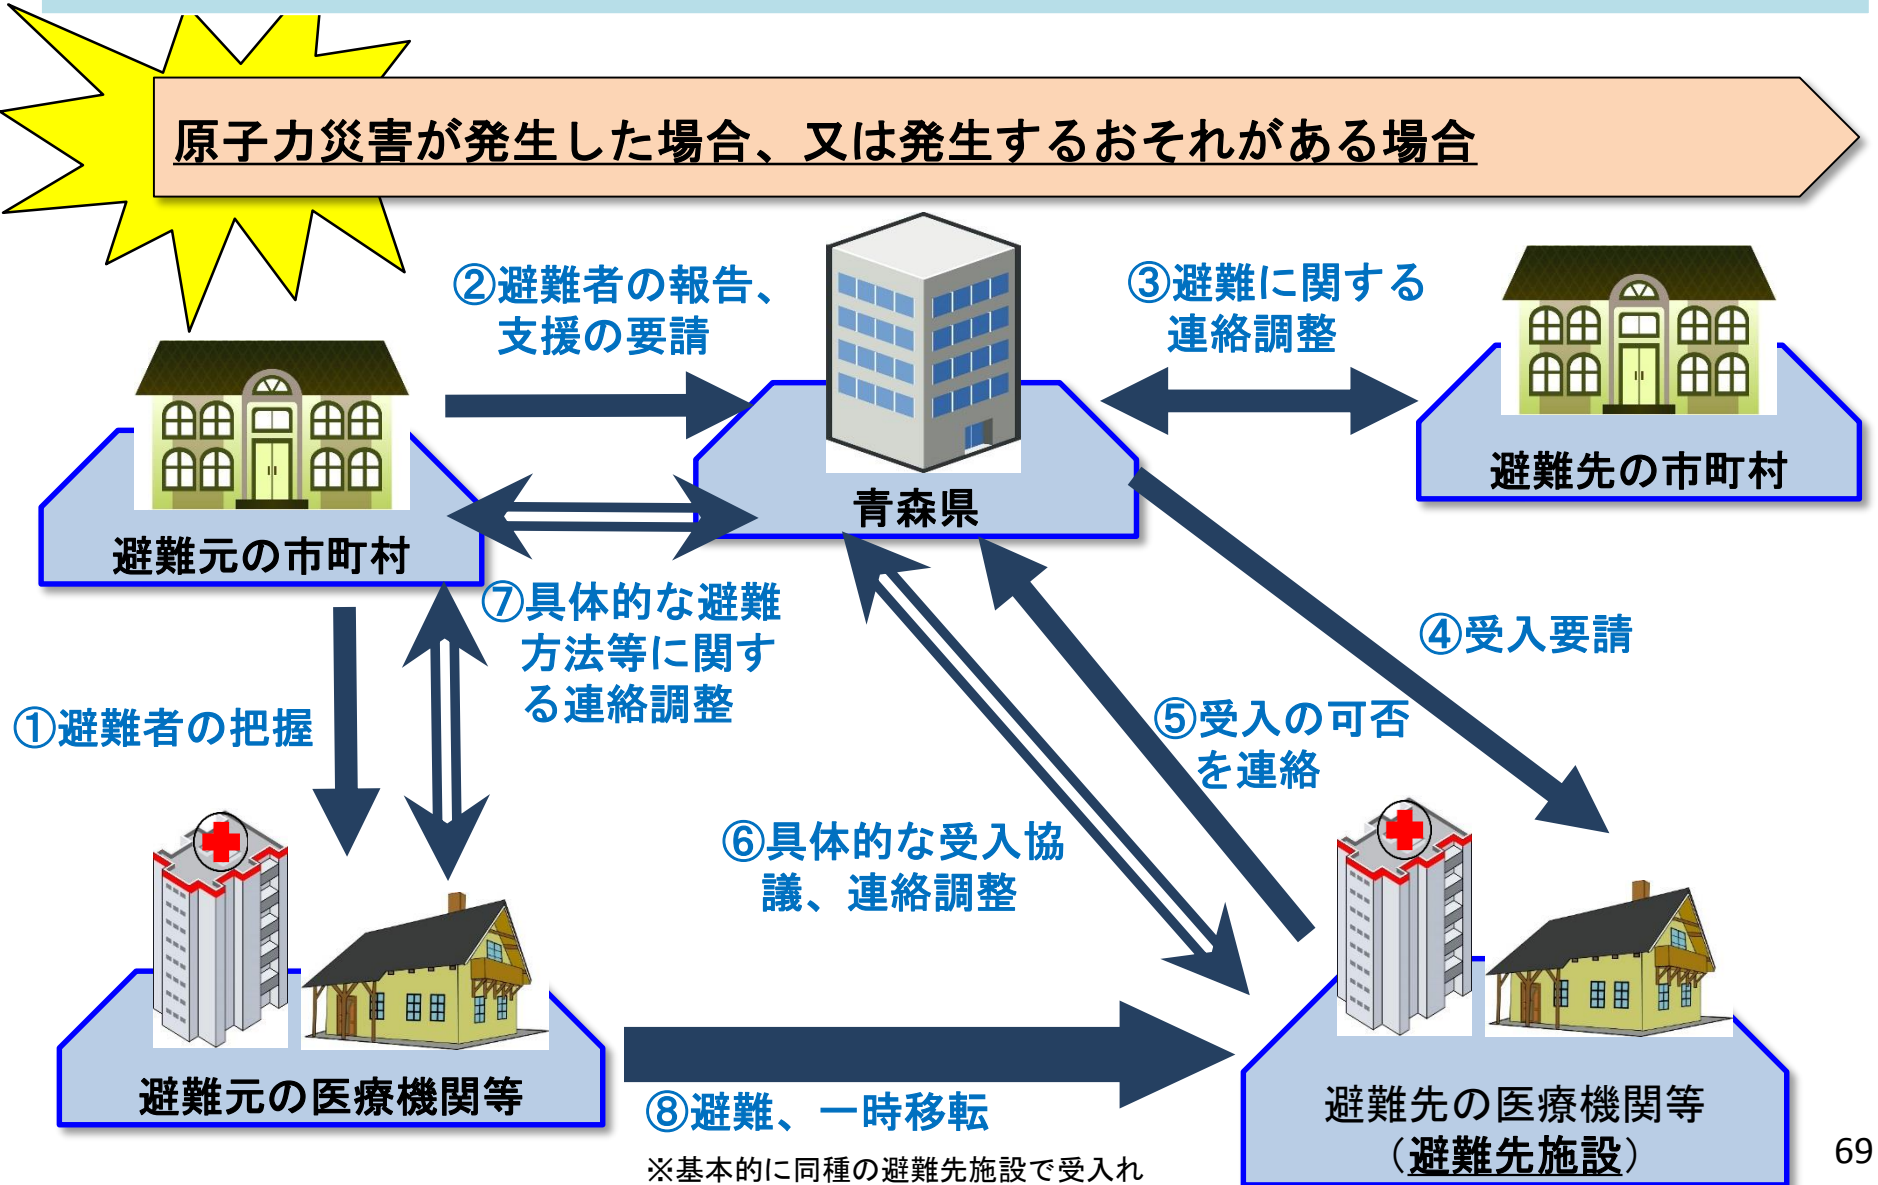 原子力災害が発生した場合、又は発生するおそれがある場合
②避難者の報告、
支援の要請
③避難に関する
連絡調整
避難元の市町村
青森県
避難先の市町村
⑦具体的な避難
方法等に関す
る連絡調整
④受入要請
①避難者の把握
⑤受入の可否
を連絡
⑥具体的な受入協
議、連絡調整
避難元の医療機関等
⑧避難、一時移転
※基本的に同種の避難先施設で受入れ
避難先の医療機関等
（避難先施設）
69